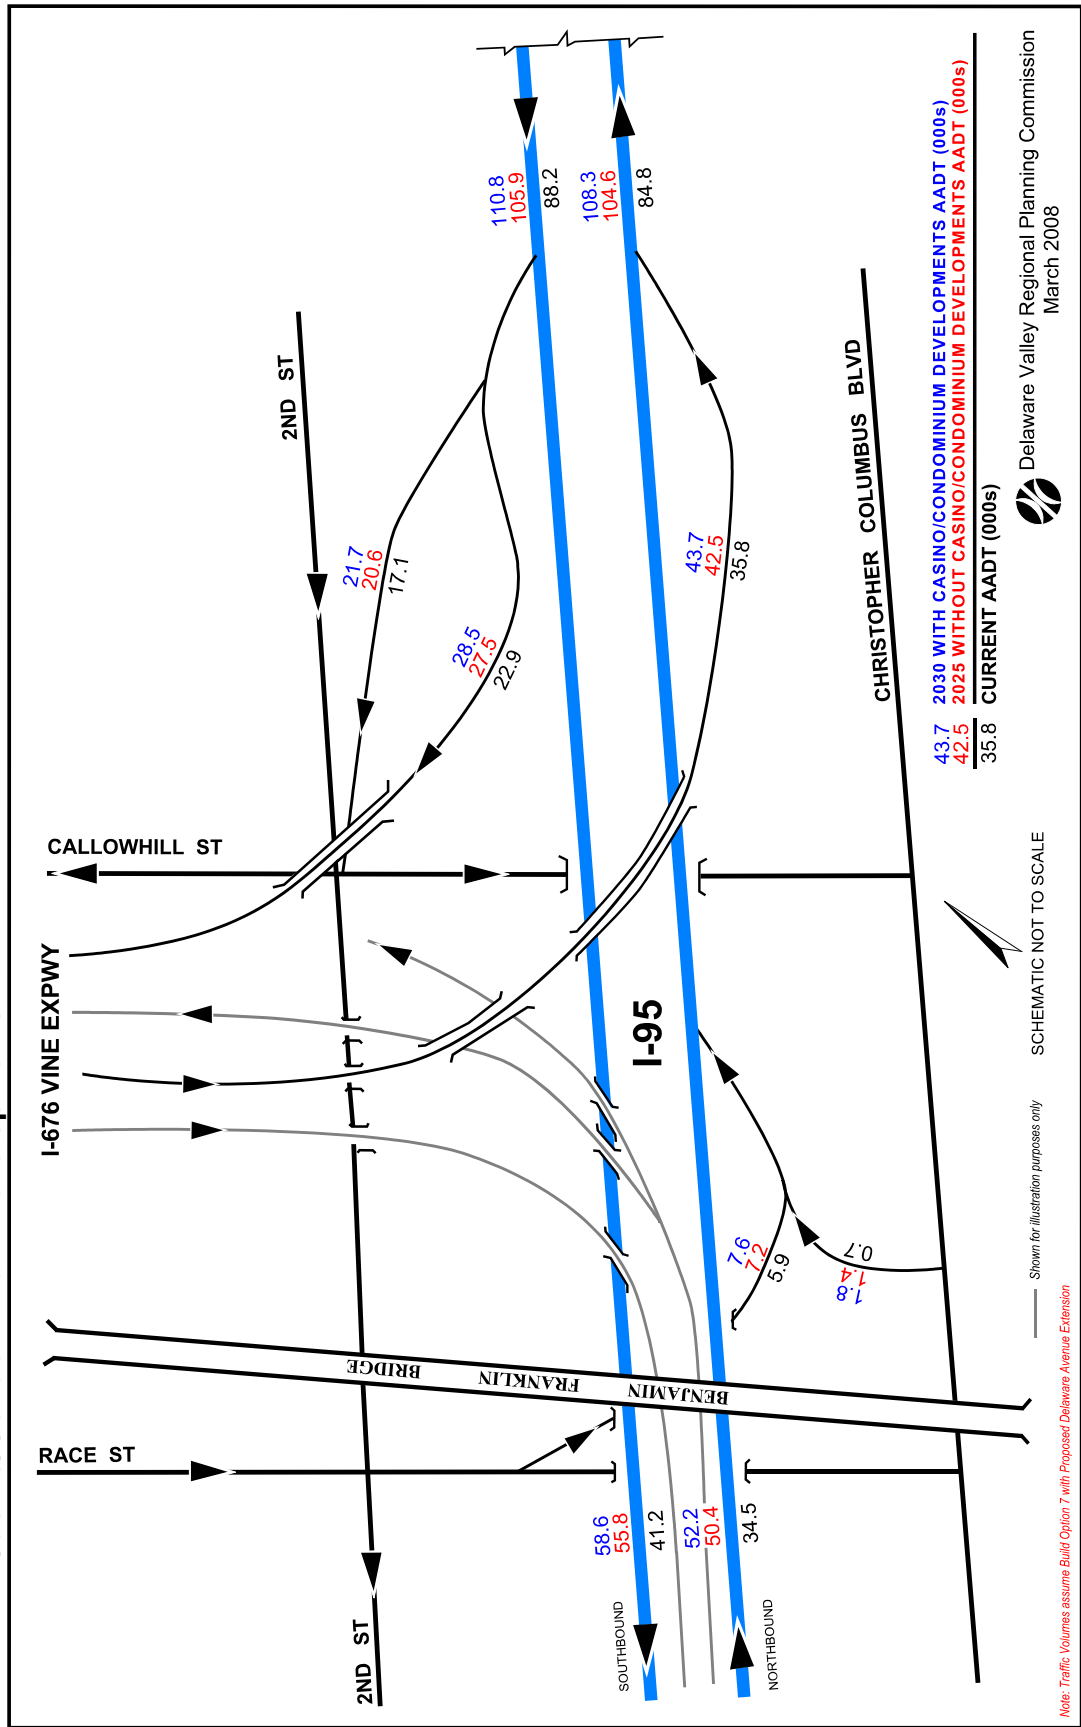 2ND ST
CALLOWHILL ST
I-676 VINE EXPWY
RACE ST
2ND ST
BENJAMIN FRANKLIN BRIDGE
I-95
CHRISTOPHER COLUMBUS BLVD
SOUTHBOUND
NORTHBOUND
110.8
105.9
88.2
108.3
104.6
84.8
21.7
20.6
17.1
28.5
27.5
22.9
43.7
42.5
35.8
7.6
7.2
5.9
1.8
1.4
0.7
58.6
55.8
41.2
52.2
50.4
34.5
43.7 2030 WITH CASINO/CONDOMINIUM DEVELOPMENTS AADT (000s)
42.5 2025 WITHOUT CASINO/CONDOMINIUM DEVELOPMENTS AADT (000s)
35.8 CURRENT AADT (000s)
SCHEMATIC NOT TO SCALE
Shown for illustration purposes only
Delaware Valley Regional Planning Commission
March 2008
Note: Traffic Volumes assume Build Option 7 with Proposed Delaware Avenue Extension